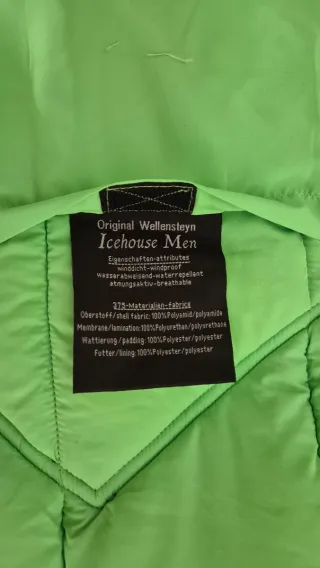 Original Wellensteyn
Icehouse Men
Eigenschaften-attributes
winddicht-windproof
wasserabweisend-waterrepellent
atmungsaktiv-breathable
375-Materialien-fabrics
Oberstoff/shell fabric:100%Polyamid/polyamide
Membrane/lamination:100%Polyurethan/polyurethane
Wattierung/padding:100%Polyester/polyester
Futter/lining:100%Polyester/polyester